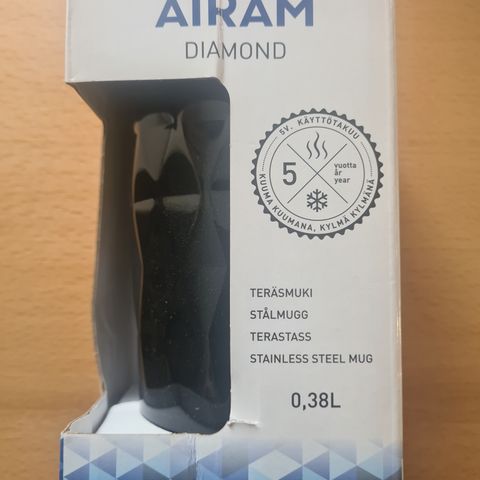 AIRAM
DIAMOND
5V. KÄYTTÖTAKUU
5
vuotta
år
year
KUUMA KUUMANA, KYLMÄ KYLMÄNÄ
TERÄSMUKI
STÅLMUGG
TERASTASS
STAINLESS STEEL MUG
0,38L